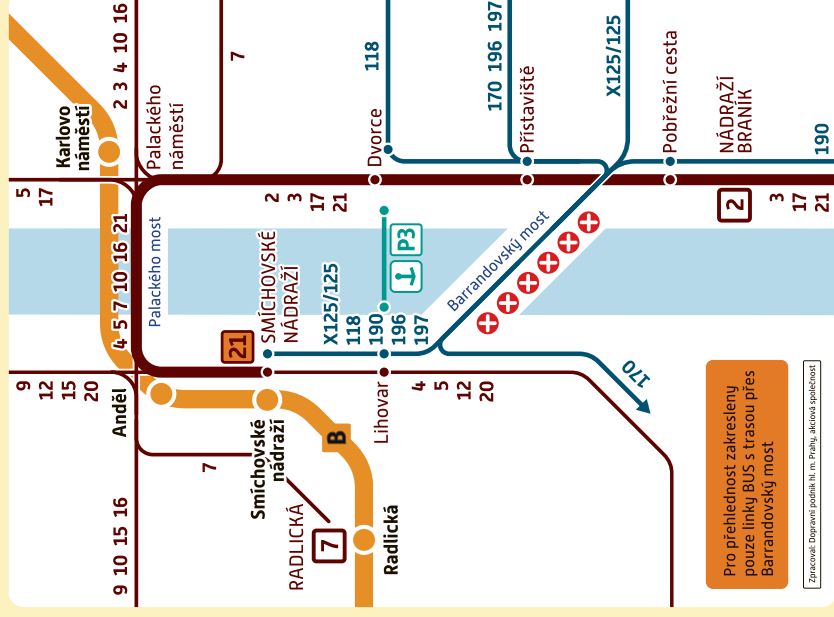 9 10 15 16
RADLICKÁ
7
Radlická
7
Smíchovské
nádraží
B
9
12
15
20
Anděl
Lihovar
4
5
12
20
170
4 5 7 10 16 21
Palackého most
21
SMÍCHOVSKÉ
NÁDRAŽÍ
X125/125
118
190
196
197
P3
Barrandovský most
5
17
Karlovo
náměstí
2 3 4 10 16
Palackého
náměstí
7
2
3
17
21
Dvorce
118
Přístaviště
170 196 197
X125/125
Pobřežní cesta
NÁDRAŽÍ
BRANÍK
2
3
17
21
190
Pro přehlednost zakresleny
pouze linky BUS s trasou přes
Barrandovský most
Zpracoval: Dopravní podnik hl. m. Prahy, akciová společnost